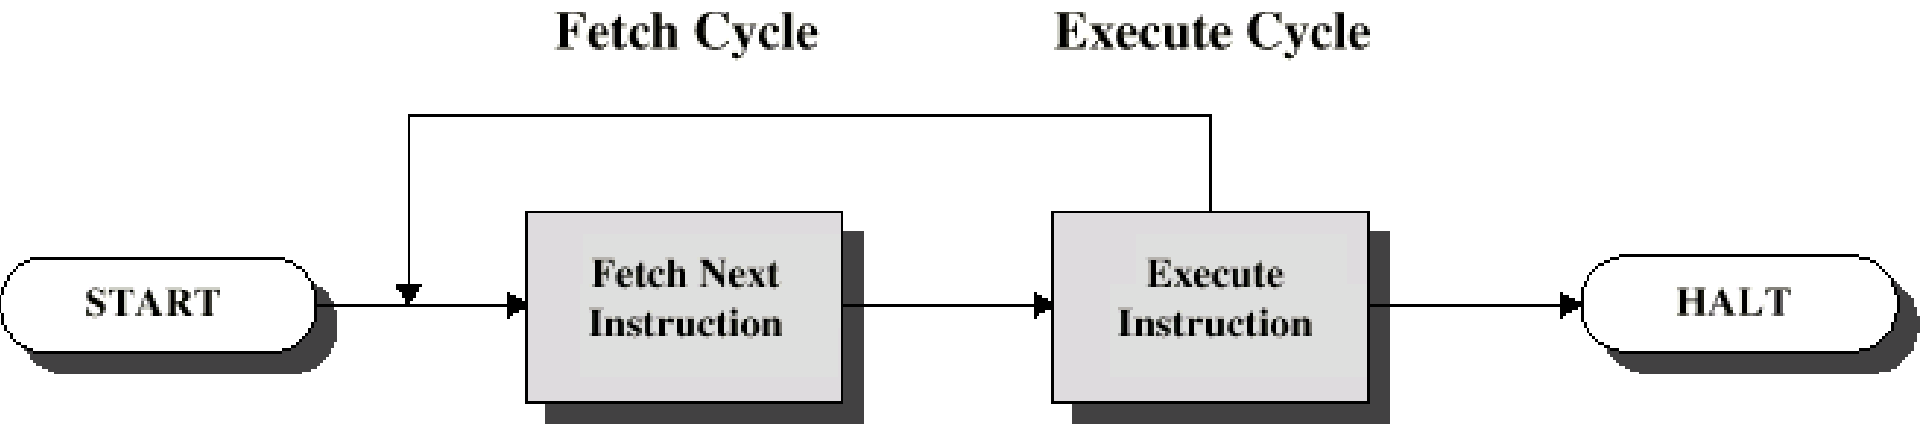 Fetch Cycle
Execute Cycle
START
Fetch Next
Instruction
Execute
Instruction
HALT